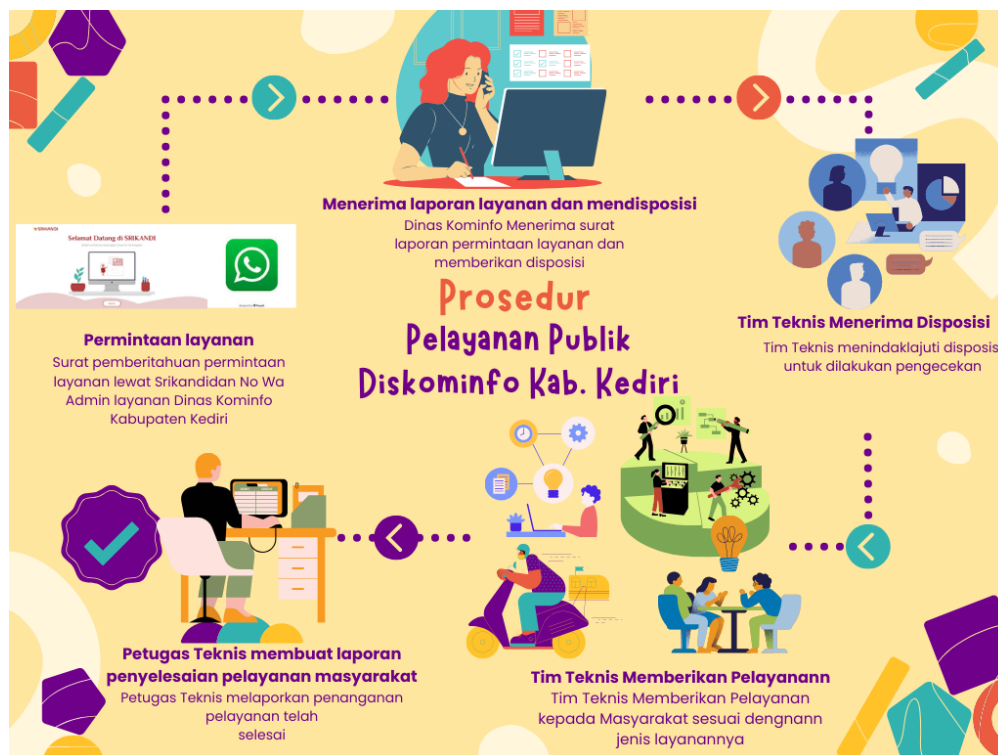 Menerima laporan layanan dan mendisposisi
Dinas Kominfo Menerima surat
laporan permintaan layanan dan
memberikan disposisi
SRIKANDI
Selamat Datang di SRIKANDI
Prosedur
Pelayanan Publik
Diskominfo Kab. Kediri
Permintaan layanan
Surat pemberitahuan permintaan
layanan lewat Srikandidan No Wa
Admin layanan Dinas Kominfo
Kabupaten Kediri
Tim Teknis Menerima Disposisi
Tim Teknis menindaklajuti disposis
untuk dilakukan pengecekan
Petugas Teknis membuat laporan
penyelesaian pelayanan masyarakat
Petugas Teknis melaporkan penanganan
pelayanan telah
selesai
Tim Teknis Memberikan Pelayanann
Tim Teknis Memberikan Pelayanan
kepada Masyarakat sesuai dengnann
jenis layanannya